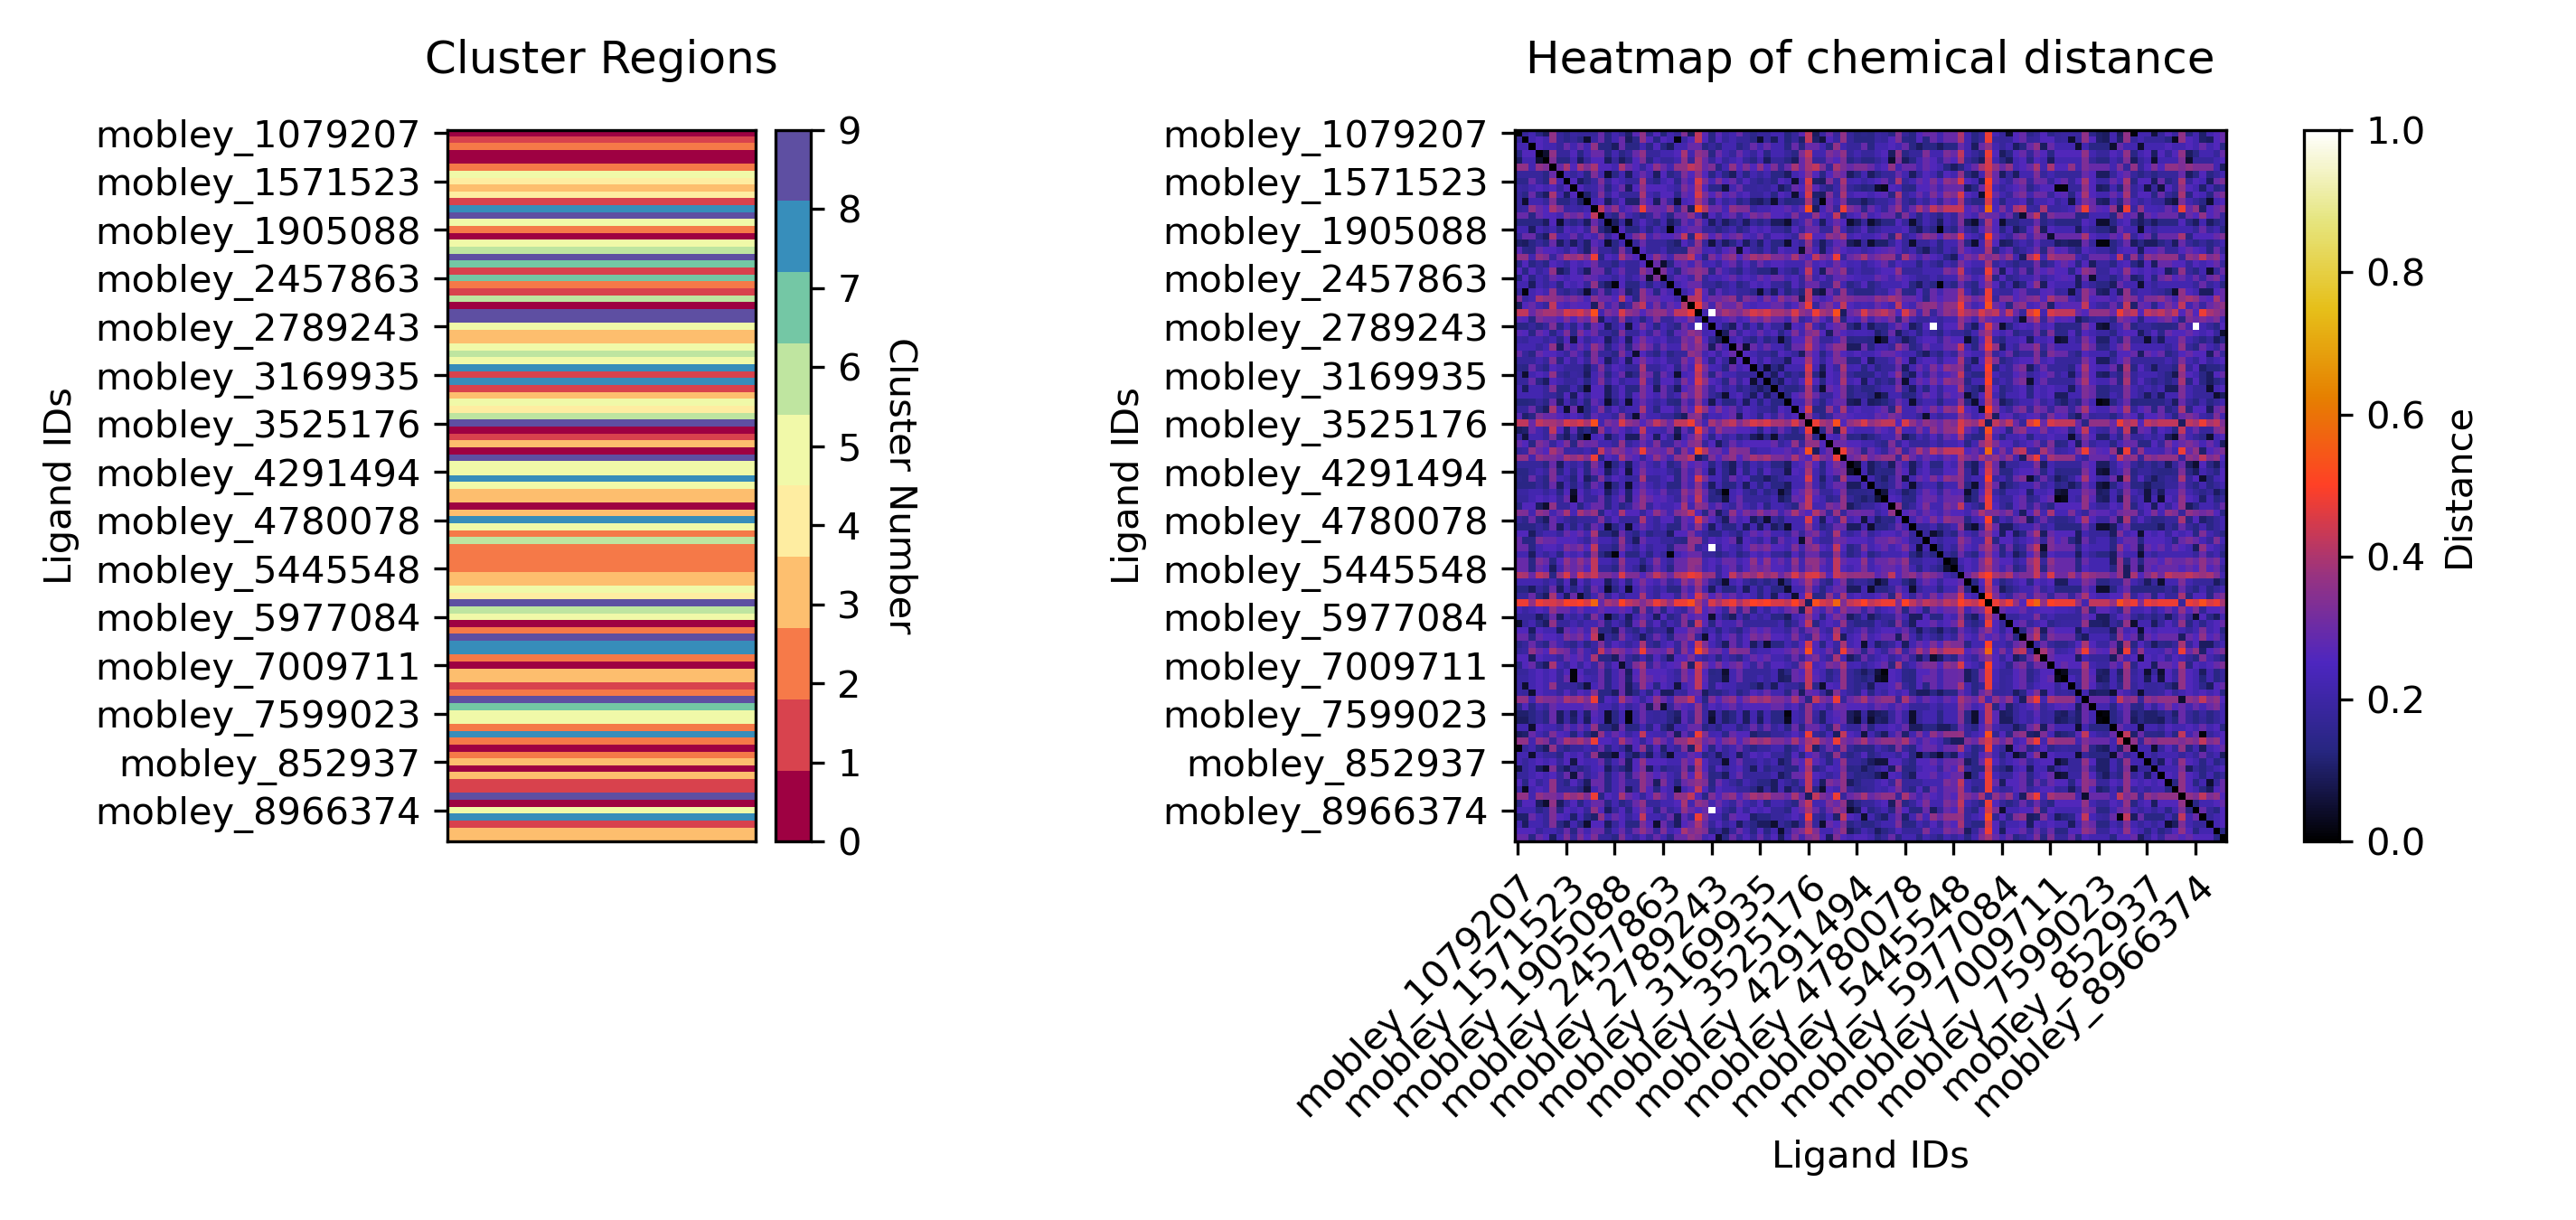 Cluster Regions
Ligand IDs
mobley_1079207
mobley_1571523
mobley_1905088
mobley_2457863
mobley_2789243
mobley_3169935
mobley_3525176
mobley_4291494
mobley_4780078
mobley_5445548
mobley_5977084
mobley_7009711
mobley_7599023
mobley_852937
mobley_8966374
9
8
7
6
5
4
3
2
1
0
Cluster Number
Heatmap of chemical distance
Ligand IDs
mobley_1079207
mobley_1571523
mobley_1905088
mobley_2457863
mobley_2789243
mobley_3169935
mobley_3525176
mobley_4291494
mobley_4780078
mobley_5445548
mobley_5977084
mobley_7009711
mobley_7599023
mobley_852937
mobley_8966374
mobley_1079207
mobley_1571523
mobley_1905088
mobley_2457863
mobley_2789243
mobley_3169935
mobley_3525176
mobley_4291494
mobley_4780078
mobley_5445548
mobley_5977084
mobley_7009711
mobley_7599023
mobley_852937
mobley_8966374
Ligand IDs
1.0
0.8
0.6
0.4
0.2
0.0
Distance